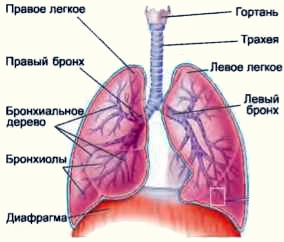 Правое легкое
Гортань
Трахея
Правый бронх
Левое легкое
Левый
бронх
Бронхиальное
дерево
Бронхиолы
Диафрагма